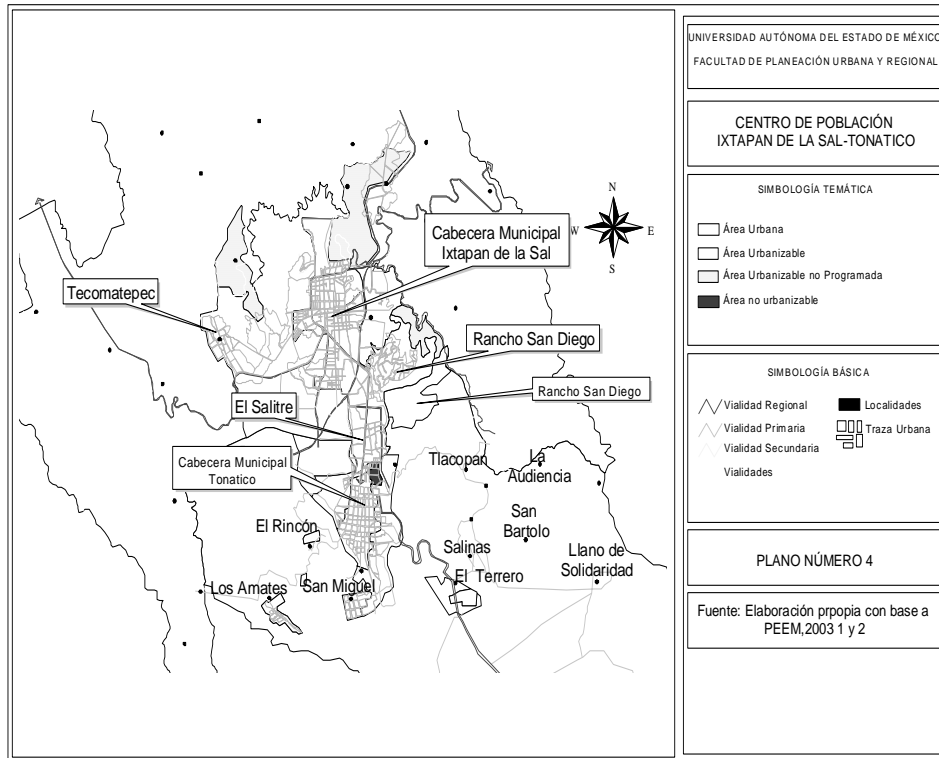 Cabecera Municipal
Ixtapan de la Sal
N
W
E
S
Tecomatepec
Rancho San Diego
Rancho San Diego
El Salitre
Cabecera Municipal
Tonatico
Tlacopan
La
Audiencia
San
Bartolo
El Rincón
Salinas
Llano de
Solidaridad
El Terrero
Los Amates
San Miguel
UNIVERSIDAD AUTÓNOMA DEL ESTADO DE MÉXICO
FACULTAD DE PLANEACIÓN URBANA Y REGIONAL
CENTRO DE POBLACIÓN
IXTAPAN DE LA SAL-TONATICO
SIMBOLOGÍA TEMÁTICA
Área Urbana
Área Urbanizable
Área Urbanizable no Programada
Área no urbanizable
SIMBOLOGÍA BÁSICA
Vialidad Regional
Vialidad Primaria
Vialidad Secundaria
Vialidades
Localidades
Traza Urbana
PLANO NÚMERO 4
Fuente: Elaboración prpopia con base a
PEEM,2003 1 y 2